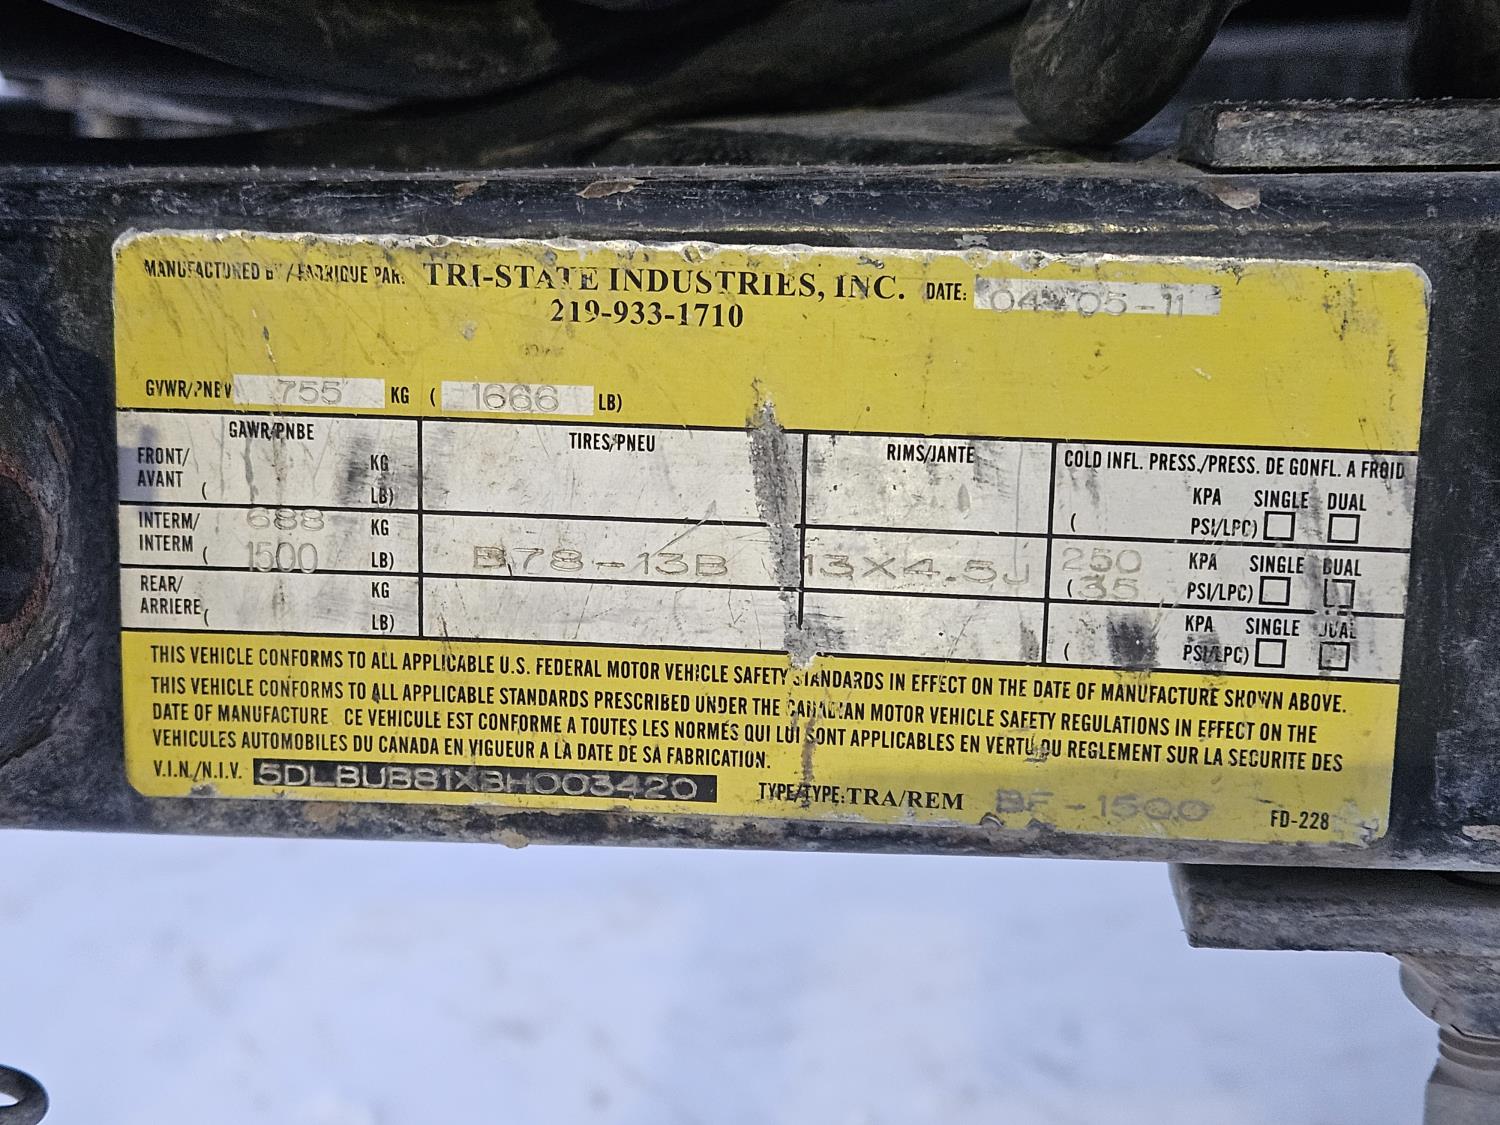 MANUFACTURED BY / FABRIQUE PAR: TRI-STATE INDUSTRIES, INC. DATE: 04-05-11
219-933-1710
GVWR/PNBV 755 KG ( 1666 LB)
GAWR/PNBE TIRES/PNEU RIMS/JANTE COLD INFL. PRESS./PRESS. DE GONFL. A FROID
FRONT/ KG KPA SINGLE DUAL
AVANT ( LB) ( PSI/LPC)
INTERM/ 688 KG 250 KPA SINGLE DUAL
INTERM ( 1500 LB) B78-13B 13X4.5J (35 PSI/LPC)
REAR/ KG KPA SINGLE DUAL
ARRIERE ( LB) ( PSI/LPC)
THIS VEHICLE CONFORMS TO ALL APPLICABLE U.S. FEDERAL MOTOR VEHICLE SAFETY STANDARDS IN EFFECT ON THE DATE OF MANUFACTURE SHOWN ABOVE.
THIS VEHICLE CONFORMS TO ALL APPLICABLE STANDARDS PRESCRIBED UNDER THE CANADIAN MOTOR VEHICLE SAFETY REGULATIONS IN EFFECT ON THE
DATE OF MANUFACTURE CE VEHICULE EST CONFORME A TOUTES LES NORMÉS QUI LUI SONT APPLICABLES EN VERTU DU REGLEMENT SUR LA SECURITE DES
VEHICULES AUTOMOBILES DU CANADA EN VIGUEUR A LÀ DATE DE SA FABRICATION.
V.I.N./N.I.V. 5DLBUB81XBH003420 TYPE/TYPE: TRA/REM BF-1500 FD-228